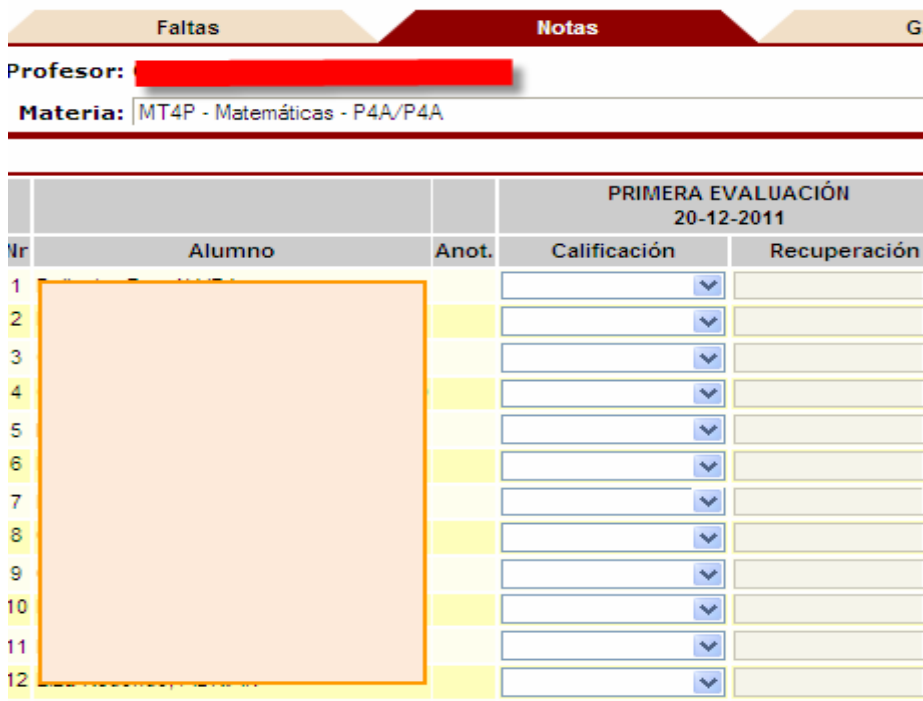 Faltas Notas G
Profesor:
Materia: MT4P - Matemáticas - P4A/P4A
PRIMERA EVALUACIÓN
20-12-2011
Nr Alumno Anot. Calificación Recuperación
1
2
3
4
5
6
7
8
9
10
11
12